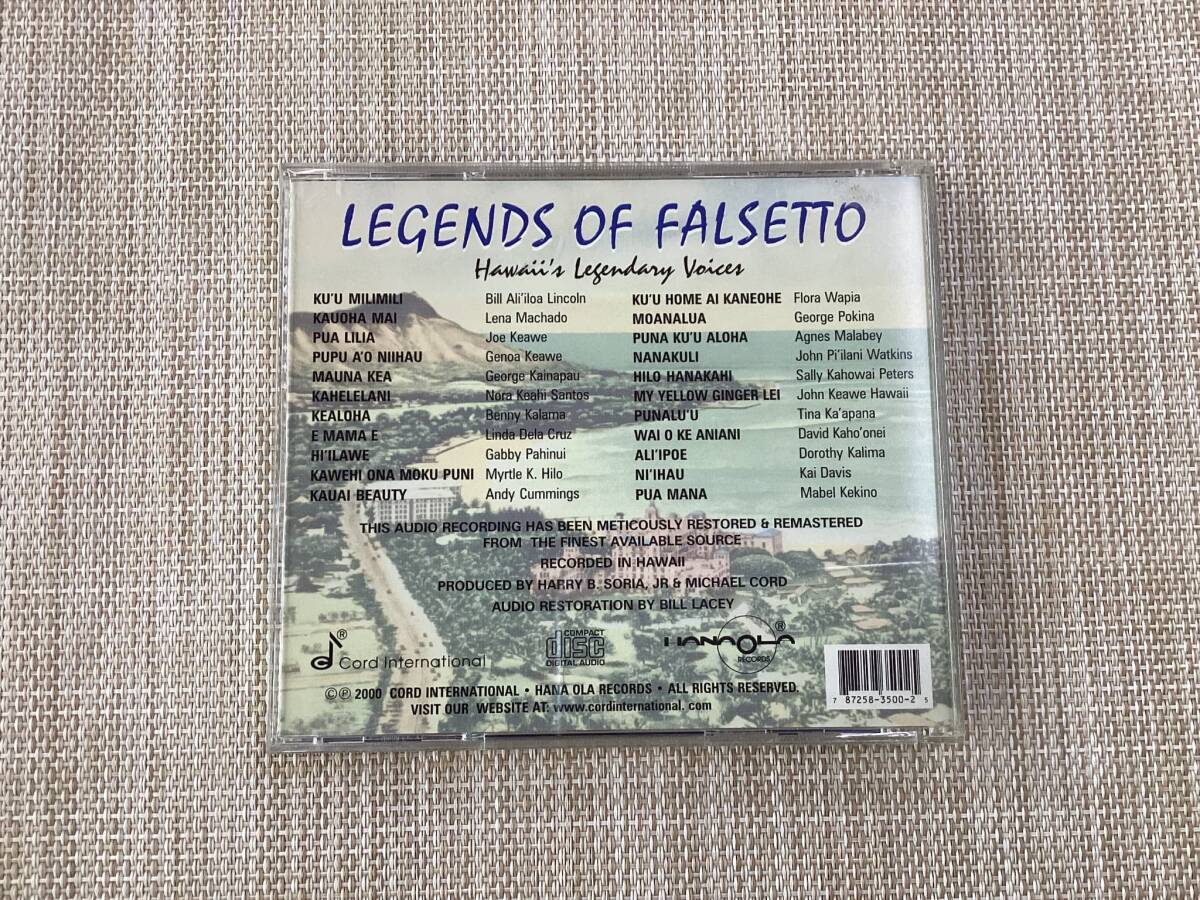 LEGENDS OF FALSETTO
Hawaii's Legendary Voices
KU'U MILIMILI Bill Ali'iloa Lincoln
KAUOHA MAI Lena Machado
PUA LILIA Joe Keawe
PUPU A'O NIIHAU Genoa Keawe
MAUNA KEA George Kainapau
KAHELELANI Nora Keahi Santos
KEALOHA Benny Kalama
E MAMA E Linda Dela Cruz
HI'ILAWE Gabby Pahinui
KAWEHI ONA MOKU PUNI Myrtle K. Hilo
KAUAI BEAUTY Andy Cummings
KU'U HOME AI KANEOHE Flora Wapia
MOANALUA George Pokina
PUNA KU'U ALOHA Agnes Malabey
NANAKULI John Pi'ilani Watkins
HILO HANAKAHI Sally Kahowai Peters
MY YELLOW GINGER LEI John Keawe Hawaii
PUNALU'U Tina Ka'apana
WAI O KE ANIANI David Kaho'onei
ALI'IPOE Dorothy Kalima
NI'IHAU Kai Davis
PUA MANA Mabel Kekino
THIS AUDIO RECORDING HAS BEEN METICOUSLY RESTORED & REMASTERED
FROM THE FINEST AVAILABLE SOURCE
RECORDED IN HAWAII
PRODUCED BY HARRY B. SORIA, JR & MICHAEL CORD
AUDIO RESTORATION BY BILL LACEY
® Cord International
COMPACT
disc
DIGITAL AUDIO
HANA OLA ®
RECORDS
©℗ 2000 CORD INTERNATIONAL • HANA OLA RECORDS • ALL RIGHTS RESERVED.
VISIT OUR WEBSITE AT: www.cordinternational.com
7 87258-3500-2 5